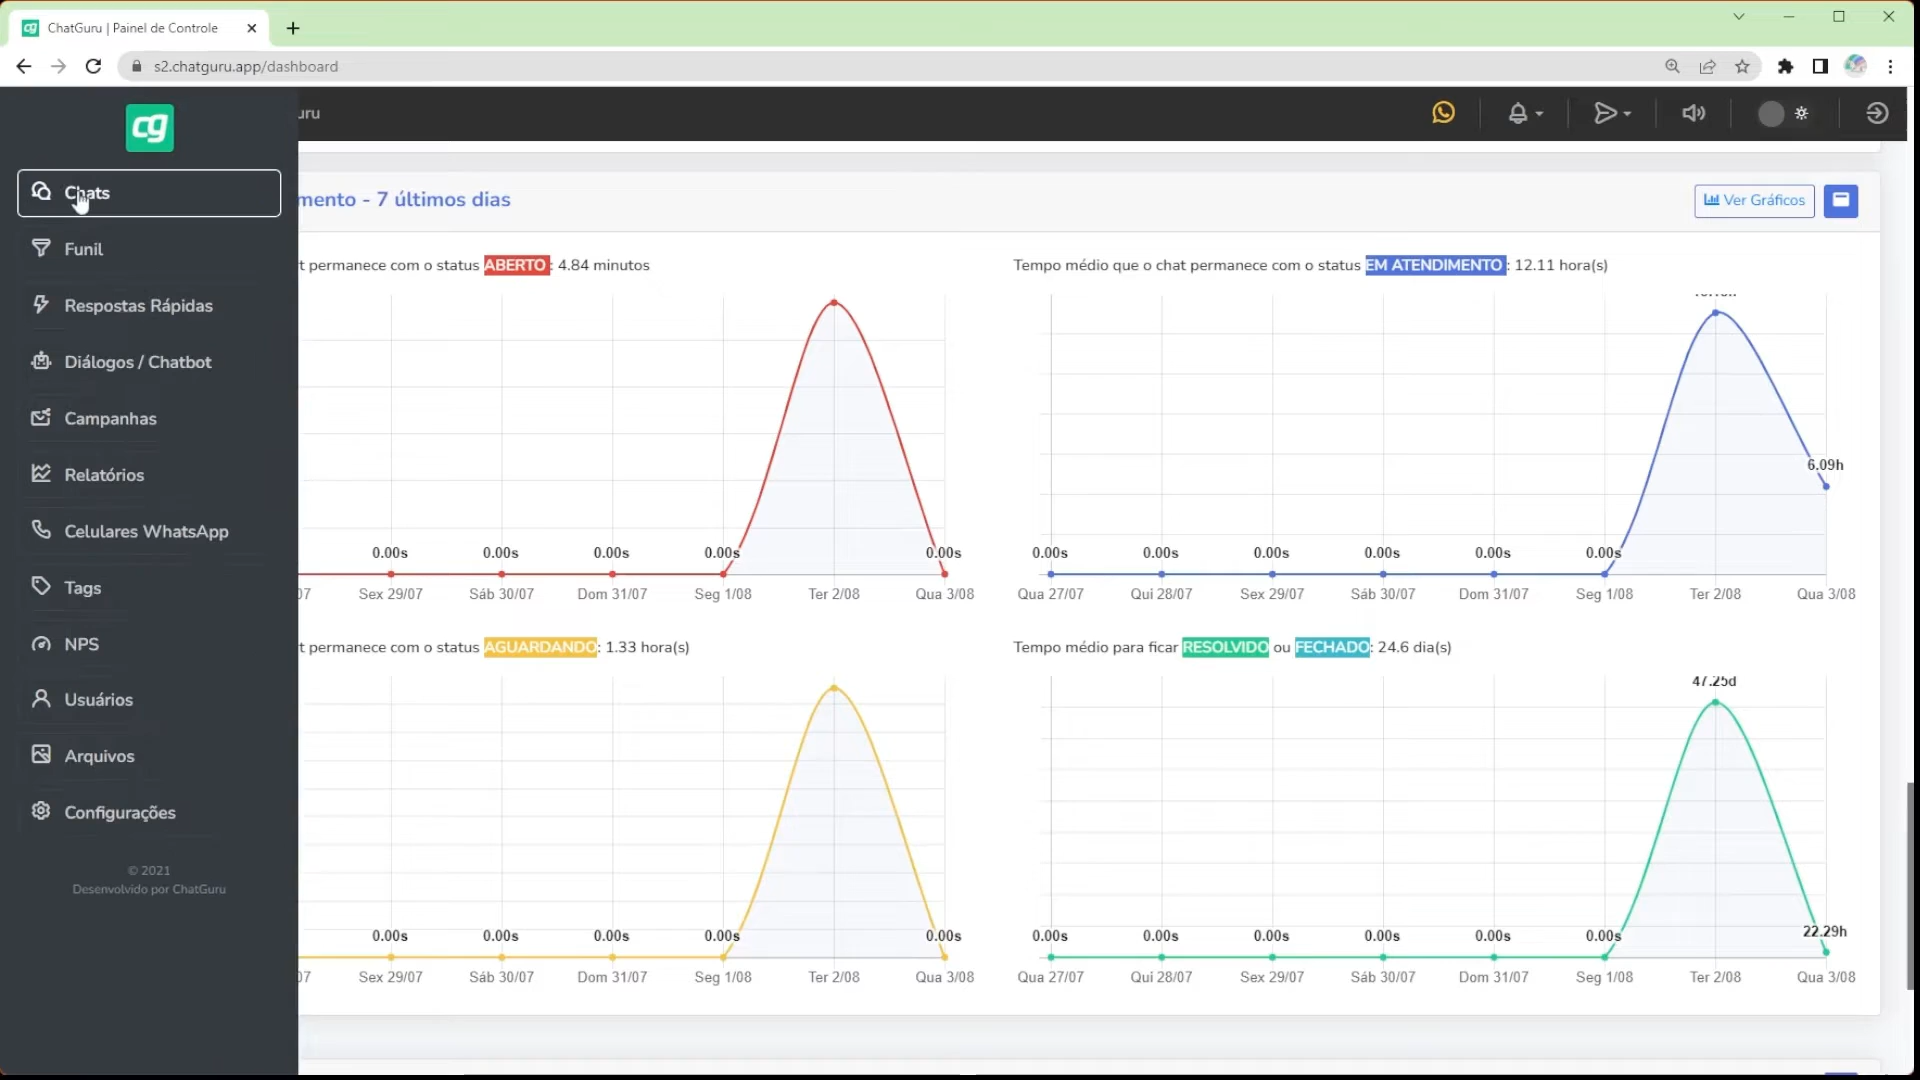 ChatGuru | Painel de Controle
s2.chatguru.app/dashboard
cg
uru
Chats
Funil
Respostas Rápidas
Diálogos / Chatbot
Campanhas
Relatórios
Celulares WhatsApp
Tags
NPS
Usuários
Arquivos
Configurações
© 2021
Desenvolvido por ChatGuru
mento - 7 últimos dias
Ver Gráficos
t permanece com o status ABERTO: 4.84 minutos
0.00s 0.00s 0.00s 0.00s 0.00s
07 Sex 29/07 Sáb 30/07 Dom 31/07 Seg 1/08 Ter 2/08 Qua 3/08
Tempo médio que o chat permanece com o status EM ATENDIMENTO : 12.11 hora(s)
6.09h
0.00s 0.00s 0.00s 0.00s 0.00s 0.00s
Qua 27/07 Qui 28/07 Sex 29/07 Sáb 30/07 Dom 31/07 Seg 1/08 Ter 2/08 Qua 3/08
t permanece com o status AGUARDANDO: 1.33 hora(s)
0.00s 0.00s 0.00s 0.00s 0.00s
07 Sex 29/07 Sáb 30/07 Dom 31/07 Seg 1/08 Ter 2/08 Qua 3/08
Tempo médio para ficar RESOLVIDO ou FECHADO: 24.6 dia(s)
47.25d
22.29h
0.00s 0.00s 0.00s 0.00s 0.00s 0.00s
Qua 27/07 Qui 28/07 Sex 29/07 Sáb 30/07 Dom 31/07 Seg 1/08 Ter 2/08 Qua 3/08